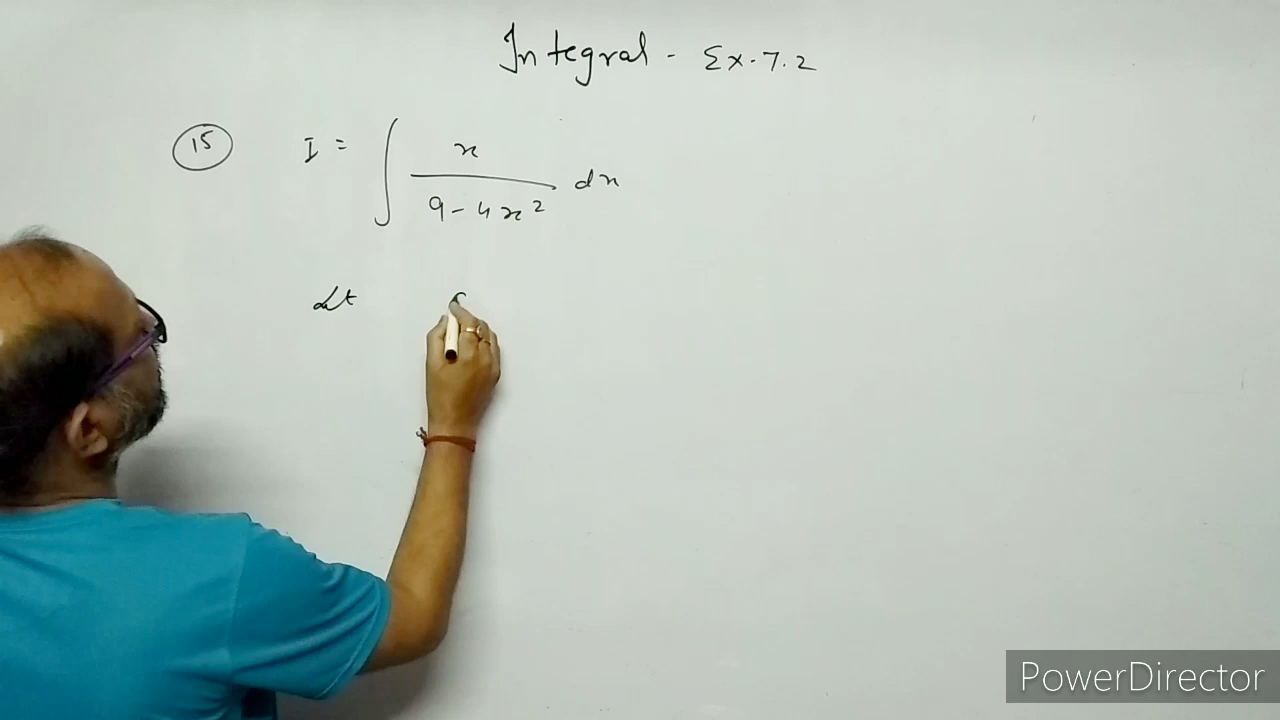 Integral - Ex. 7.2
15 I = ∫ x / (9 - 4x²) dx
Let
PowerDirector